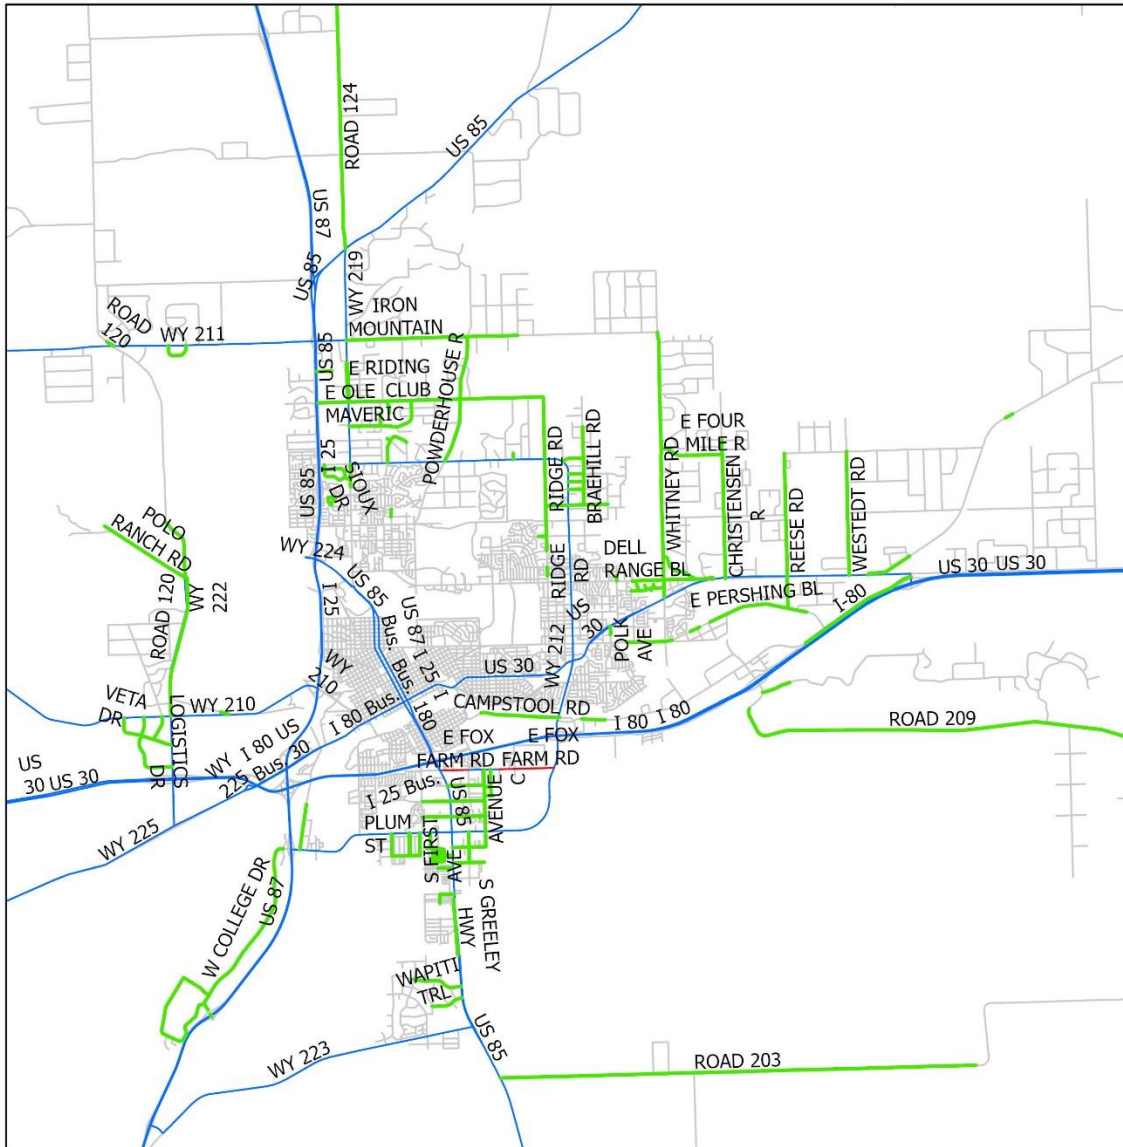 ROAD 124
US 85
US 87
US 85
WY 219
ROAD
120
WY 211
IRON
MOUNTAIN
US 85
E RIDING
E OLE CLUB
MAVERIC
POWDERHOUSE R
I 25
US 85
SIOUX
DR
RIDGE RD
BRAEHILL RD
WHITNEY RD
E FOUR
MILE R
CHRISTENSEN
R
REESE RD
WESTEDT RD
POLO
RANCH RD
WY 224
US 85
Bus.
US 87 I 25 I
Bus. 180
I 25
ROAD 120
WY
222
RIDGE
RD
DELL
RANGE BL
US 30 US 30
E PERSHING BL
I 80
US
30
POLK
AVE
WY 212
US 30
WY
210
VETA
DR
WY 210
LOGISTICS
DR
I 80 Bus.
CAMPSTOOL RD
I 80 I 80
ROAD 209
E FOX
E FOX
FARM RD FARM RD
US
30 US 30
WY I 80 US
225 Bus. 30
WY 225
I 25 Bus.
US 85
AVENUE
C
PLUM
ST
S FIRST
AVE
W COLLEGE DR
US 87
S GREELEY
HWY
WAPITI
TRL
US 85
WY 223
ROAD 203